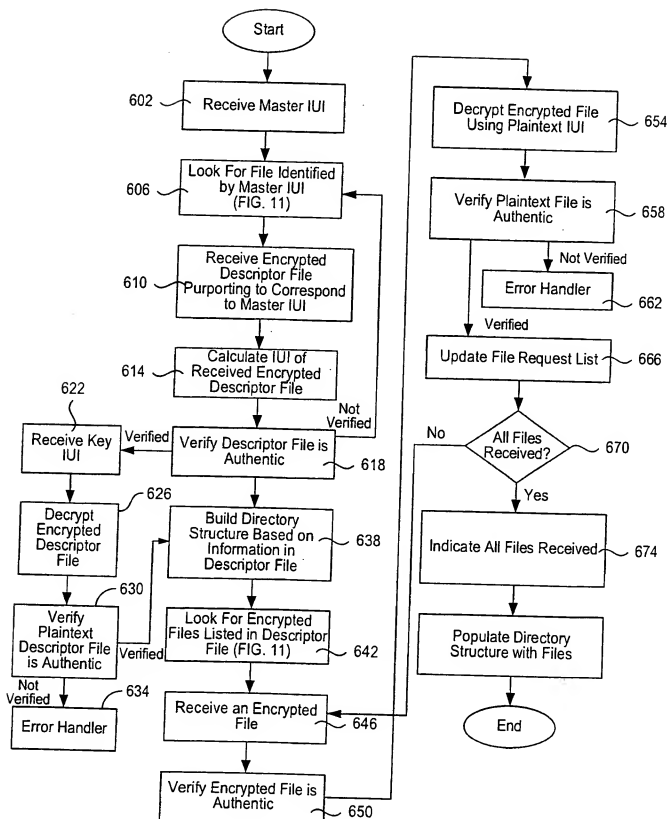 Start
602
Receive Master IUI
606
Look For File Identified
by Master IUI
(FIG. 11)
610
Receive Encrypted
Descriptor File
Purporting to Correspond
to Master IUI
614
Calculate IUI of
Received Encrypted
Descriptor File
Not
Verified
Verify Descriptor File is
Authentic
618
Verified
622
Receive Key
IUI
626
Decrypt
Encrypted
Descriptor
File
630
Verify
Plaintext
Descriptor File
is Authentic
Verified
Not
Verified
634
Error Handler
Build Directory
Structure Based on
Information in
Descriptor File
638
Look For Encrypted
Files Listed in Descriptor
File (FIG. 11)
642
Receive an Encrypted
File
646
Verify Encrypted File is
Authentic
650
Decrypt Encrypted File
Using Plaintext IUI
654
Verify Plaintext File is
Authentic
658
Not Verified
Error Handler
662
Verified
Update File Request List
666
No
All Files
Received?
670
Yes
Indicate All Files Received
674
Populate Directory
Structure with Files
End